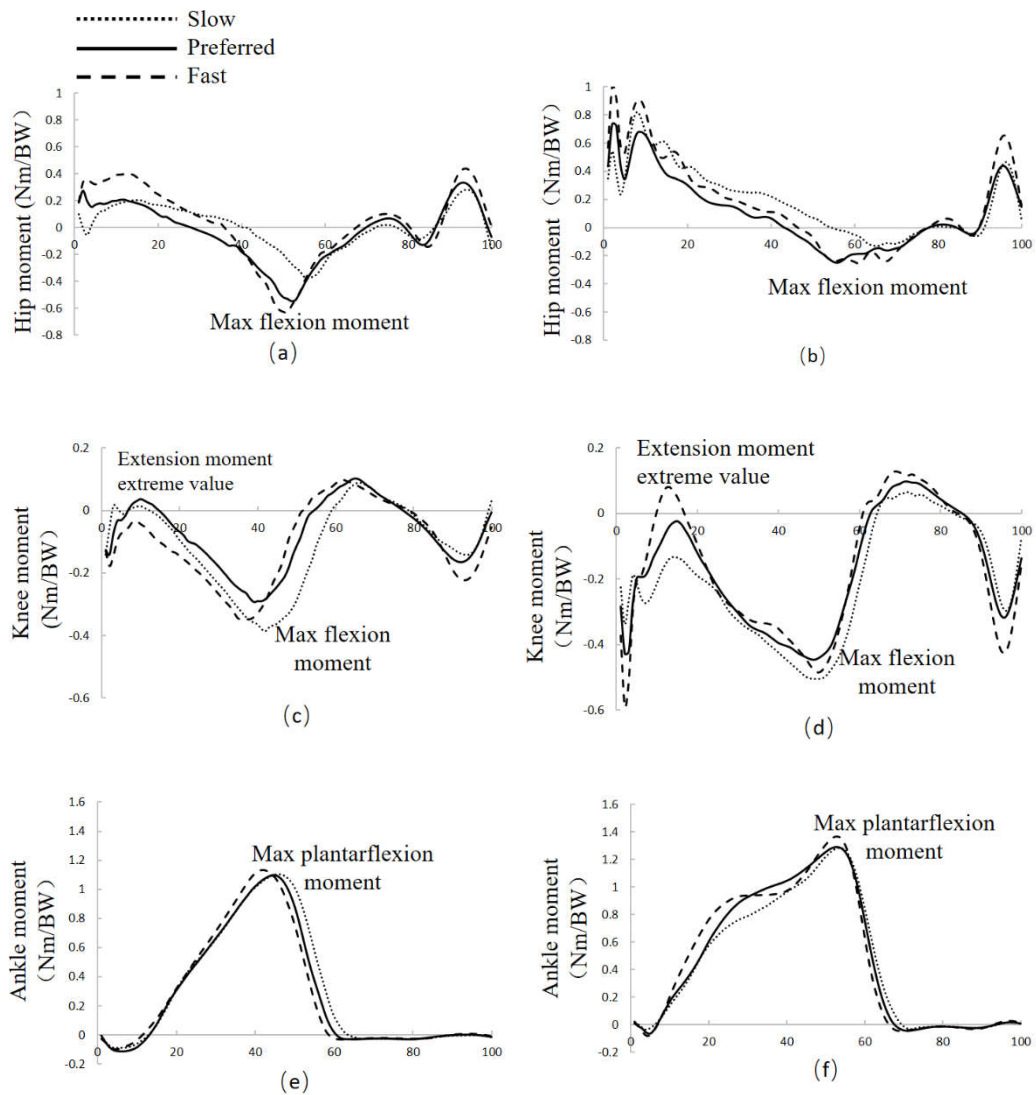 Slow
Preferred
Fast
Hip moment (Nm/BW)
1
0.8
0.6
0.4
0.2
0
-0.2
-0.4
-0.6
-0.8
0 20 40 60 80 100
Max flexion moment
(a)
Hip moment (Nm/BW)
1
0.8
0.6
0.4
0.2
0
-0.2
-0.4
-0.6
-0.8
0 20 40 60 80 100
Max flexion moment
(b)
Knee moment
(Nm/BW)
0.2
0
-0.2
-0.4
-0.6
0 20 40 60 80 100
Extension moment
extreme value
Max flexion
moment
(c)
Knee moment
(Nm/BW)
0.2
0
-0.2
-0.4
-0.6
0 20 40 60 80 100
Extension moment
extreme value
Max flexion
moment
(d)
Ankle moment
(Nm/BW)
1.6
1.4
1.2
1
0.8
0.6
0.4
0.2
0
-0.2
0 20 40 60 80 100
Max plantarflexion
moment
(e)
Ankle moment
(Nm/BW)
1.6
1.4
1.2
1
0.8
0.6
0.4
0.2
0
-0.2
0 20 40 60 80 100
Max plantarflexion
moment
(f)